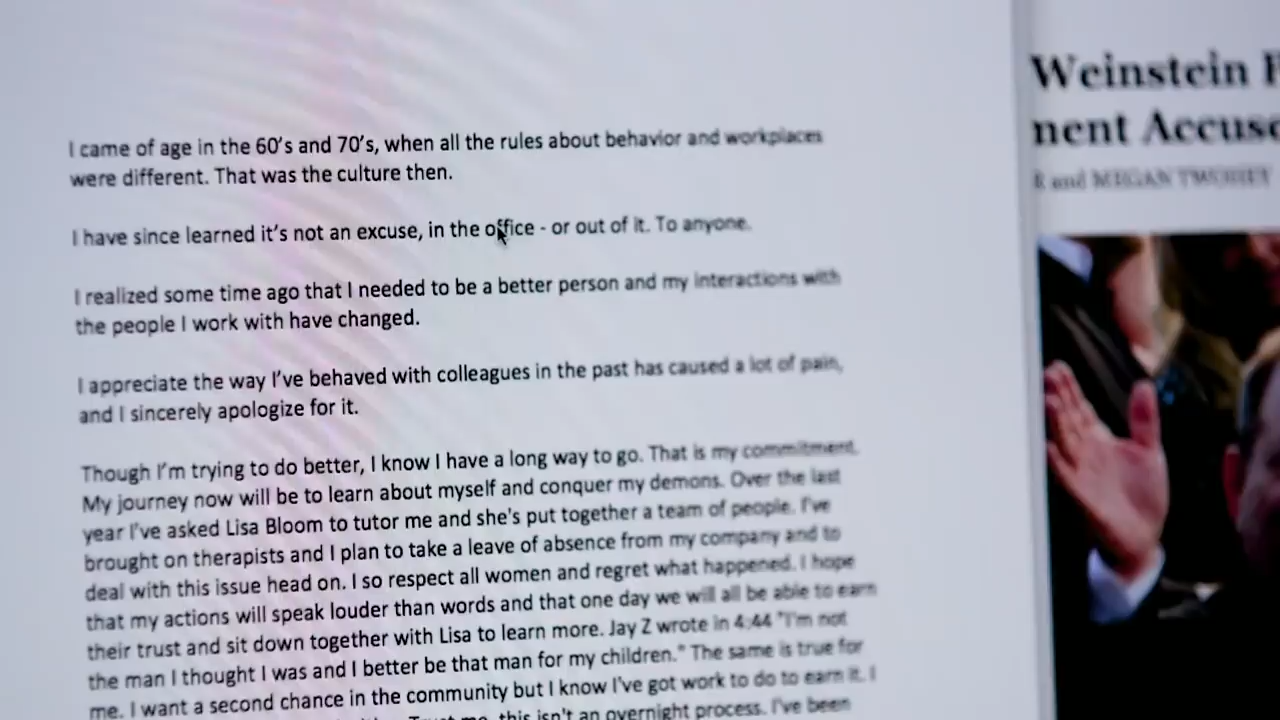 I came of age in the 60's and 70's, when all the rules about behavior and workplaces
were different. That was the culture then.
I have since learned it's not an excuse, in the office - or out of it. To anyone.
I realized some time ago that I needed to be a better person and my interactions with
the people I work with have changed.
I appreciate the way I've behaved with colleagues in the past has caused a lot of pain,
and I sincerely apologize for it.
Though I'm trying to do better, I know I have a long way to go. That is my commitment.
My journey now will be to learn about myself and conquer my demons. Over the last
year I've asked Lisa Bloom to tutor me and she's put together a team of people. I've
brought on therapists and I plan to take a leave of absence from my company and to
deal with this issue head on. I so respect all women and regret what happened. I hope
that my actions will speak louder than words and that one day we will all be able to earn
their trust and sit down together with Lisa to learn more. Jay Z wrote in 4:44 "I'm not
the man I thought I was and I better be that man for my children." The same is true for
me. I want a second chance in the community but I know I've got work to do to earn it. I
this isn't an overnight process. I've been
Weinstein
nent Accuse
R and MEGAN TWOHEY